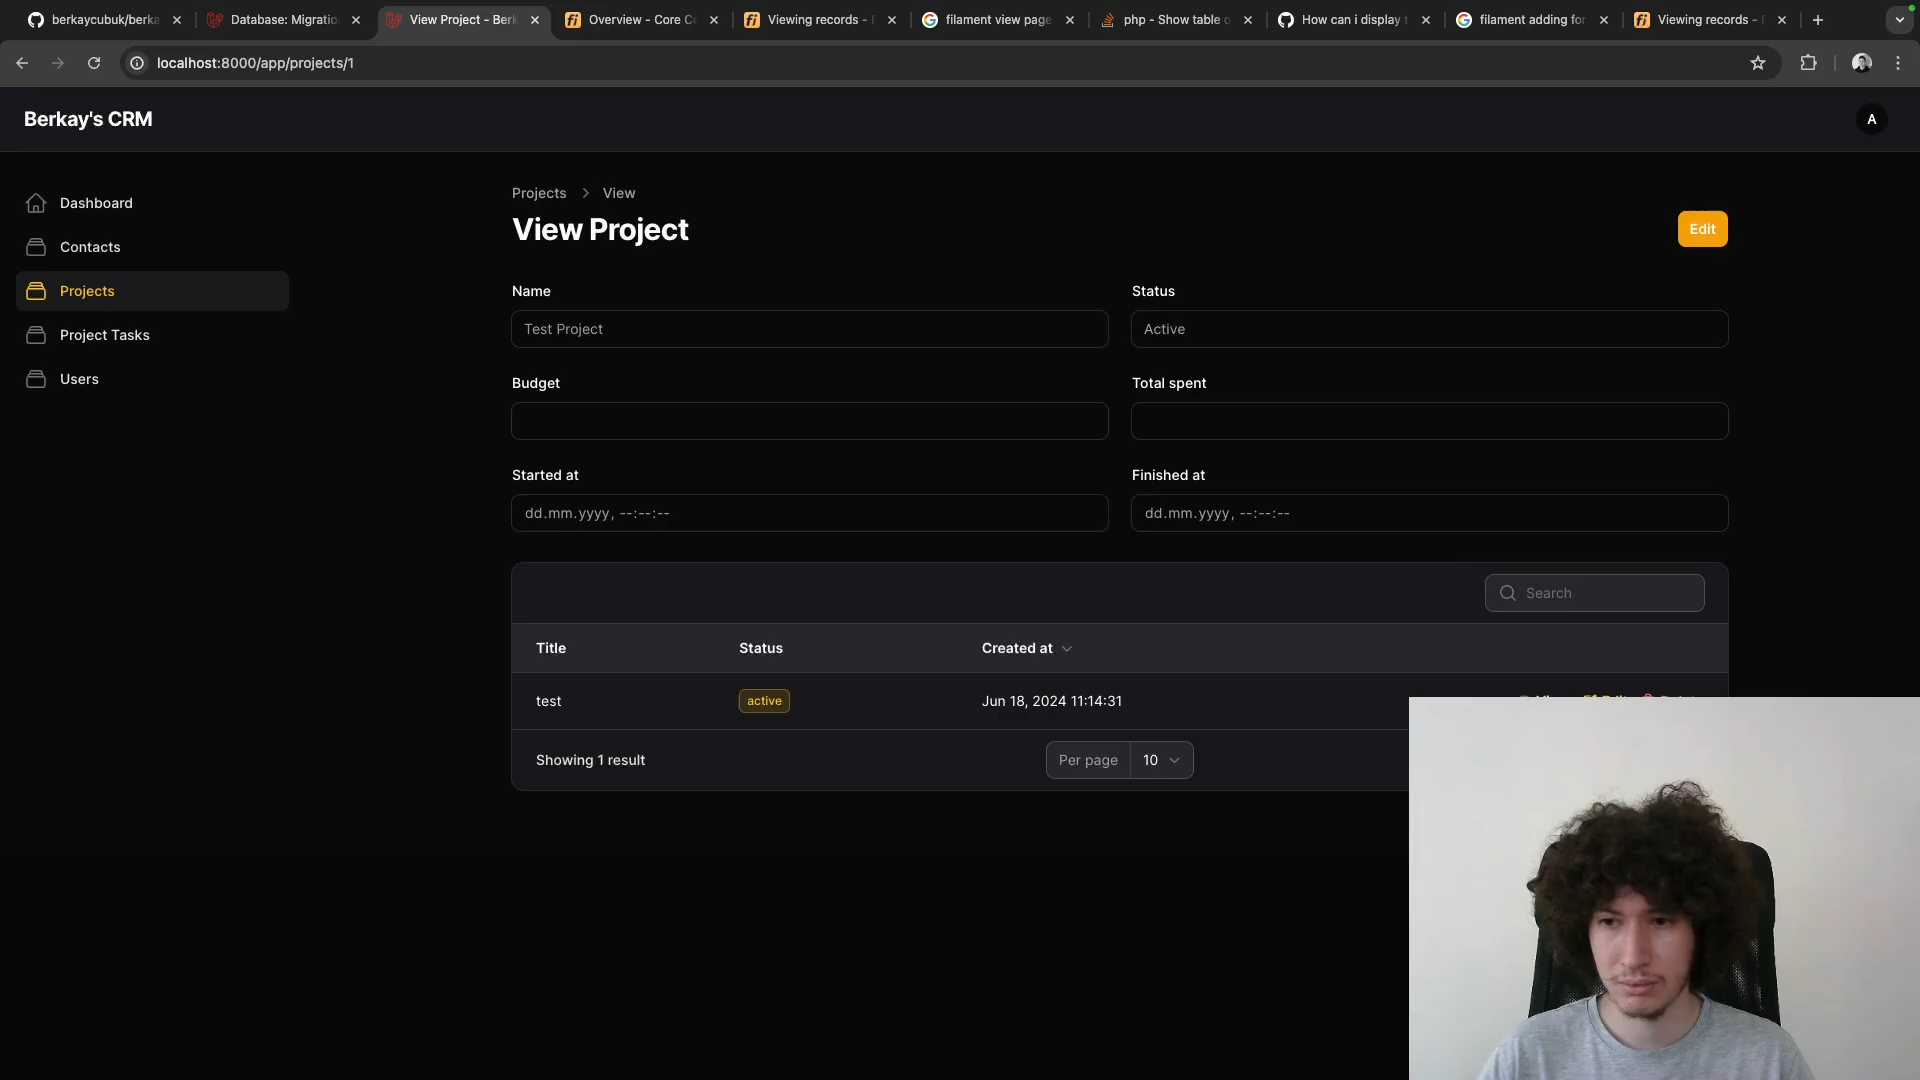 berkaycubuk/berka
Database: Migratio
View Project - Berk
Overview - Core Co
Viewing records - F
filament view page
php - Show table o
How can i display t
filament adding for
Viewing records - F
localhost:8000/app/projects/1
Berkay's CRM
A
Dashboard
Contacts
Projects
Project Tasks
Users
Projects > View
View Project
Edit
Name
Status
Test Project
Active
Budget
Total spent
Started at
Finished at
dd.mm.yyyy, --:--:--
dd.mm.yyyy, --:--:--
Search
Title
Status
Created at
test
active
Jun 18, 2024 11:14:31
Showing 1 result
Per page
10